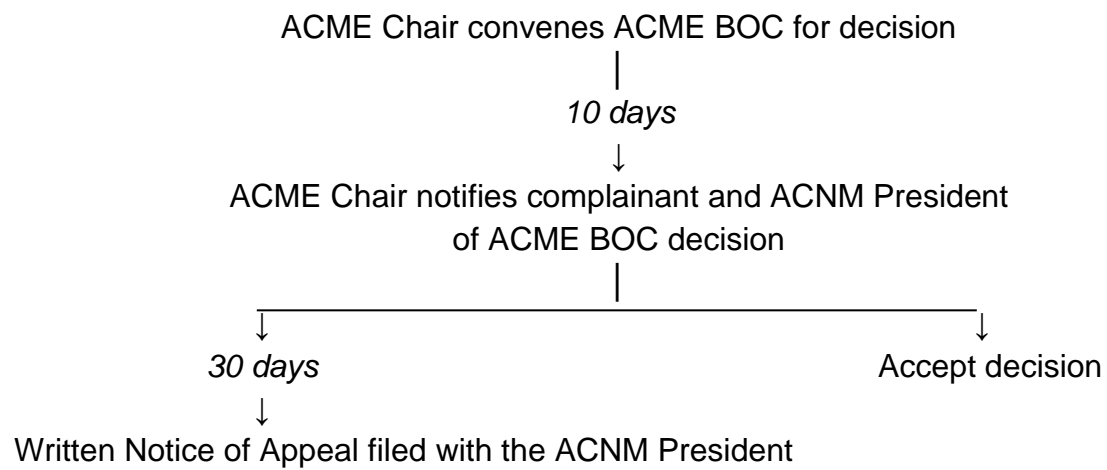 ACME Chair convenes ACME BOC for decision
10 days
↓
ACME Chair notifies complainant and ACNM President
of ACME BOC decision
↓ ↓
30 days Accept decision
↓
Written Notice of Appeal filed with the ACNM President